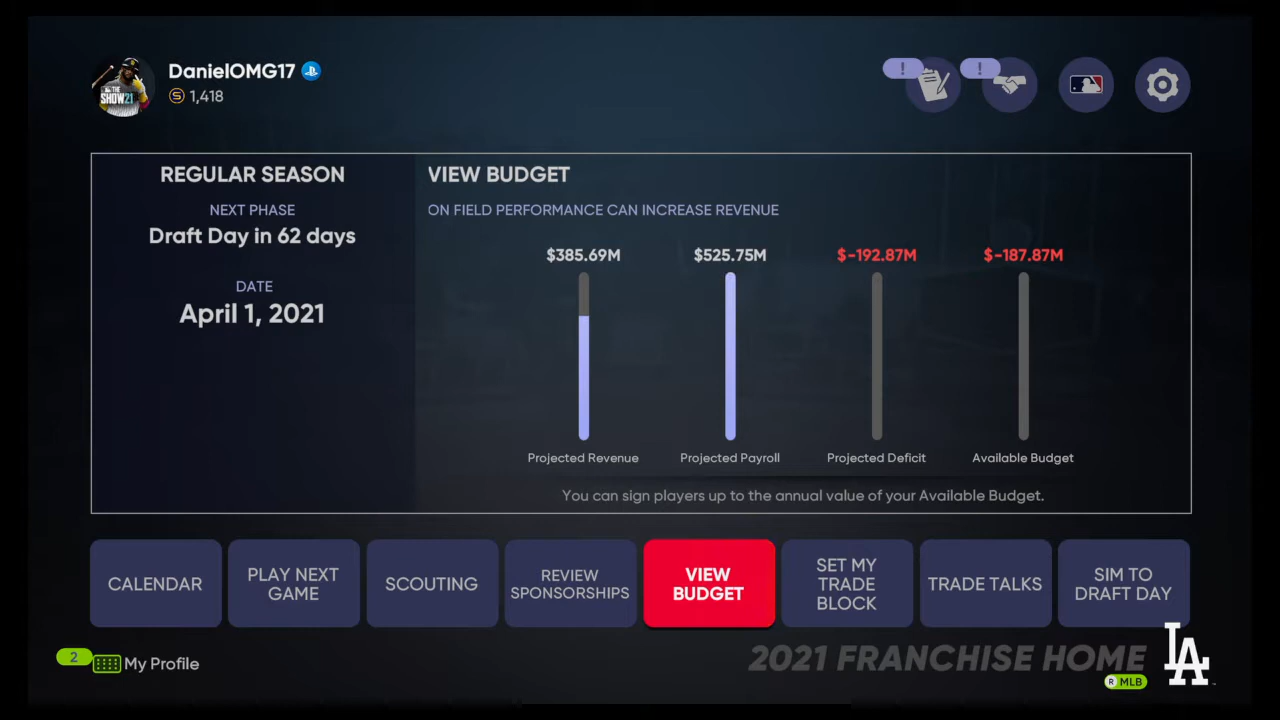 DanielOMG17
S 1,418
!
!
THE
SHOW21
REGULAR SEASON
NEXT PHASE
Draft Day in 62 days
DATE
April 1, 2021
VIEW BUDGET
ON FIELD PERFORMANCE CAN INCREASE REVENUE
$385.69M
$525.75M
$-192.87M
$-187.87M
Projected Revenue
Projected Payroll
Projected Deficit
Available Budget
You can sign players up to the annual value of your Available Budget.
CALENDAR
PLAY NEXT
GAME
SCOUTING
REVIEW
SPONSORSHIPS
VIEW
BUDGET
SET MY
TRADE
BLOCK
TRADE TALKS
SIM TO
DRAFT DAY
2
My Profile
2021 FRANCHISE HOME
LA
R MLB